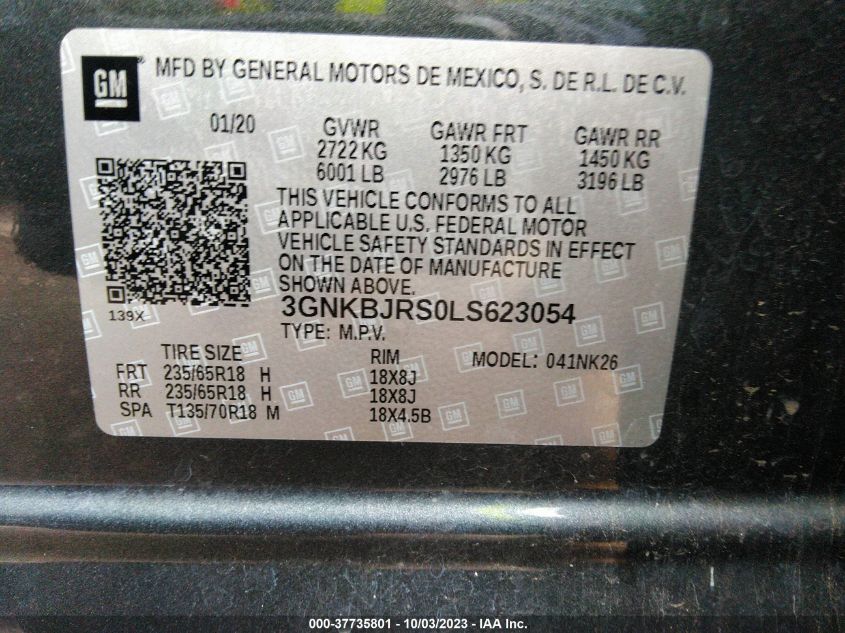 GM
MFD BY GENERAL MOTORS DE MEXICO, S. DE R.L. DE C.V.
01/20 GVWR GAWR FRT GAWR RR
2722 KG 1350 KG 1450 KG
6001 LB 2976 LB 3196 LB
THIS VEHICLE CONFORMS TO ALL
APPLICABLE U.S. FEDERAL MOTOR
VEHICLE SAFETY STANDARDS IN EFFECT
ON THE DATE OF MANUFACTURE
SHOWN ABOVE.
139X
3GNKBJRS0LS623054
TYPE: M.P.V.
TIRE SIZE RIM MODEL: 041NK26
FRT 235/65R18 H 18X8J
RR 235/65R18 H 18X8J
SPA T135/70R18 M 18X4.5B
000-37735801 - 10/03/2023 - IAA Inc.